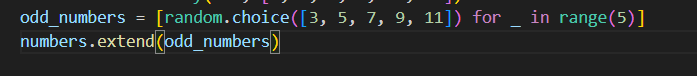 odd_numbers = [random.choice([3, 5, 7, 9, 11]) for _ in range(5)]
numbers.extend(odd_numbers)